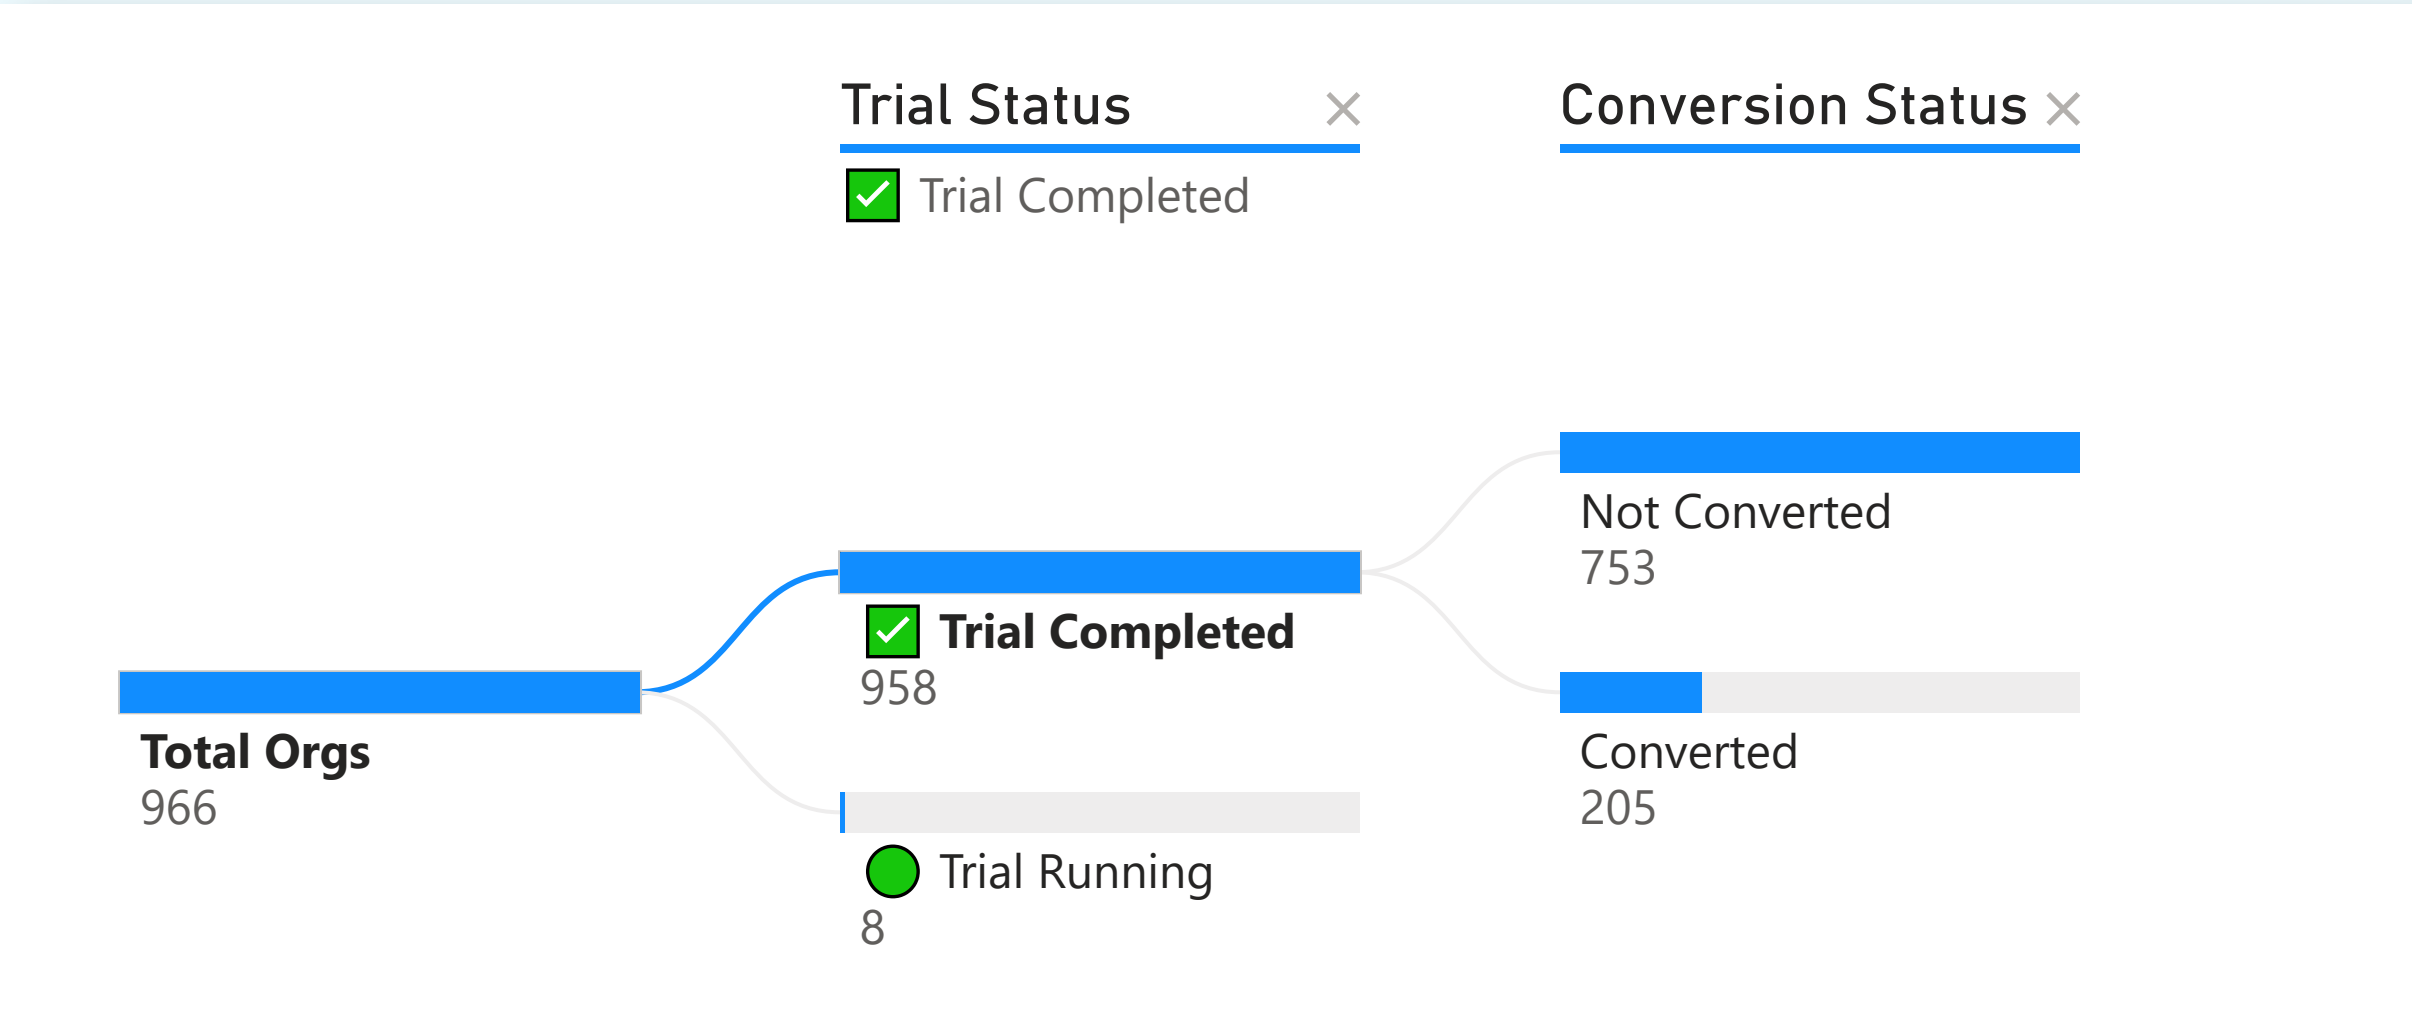 Trial Status
Conversion Status
Trial Completed
Not Converted
753
Trial Completed
958
Total Orgs
966
Converted
205
Trial Running
8